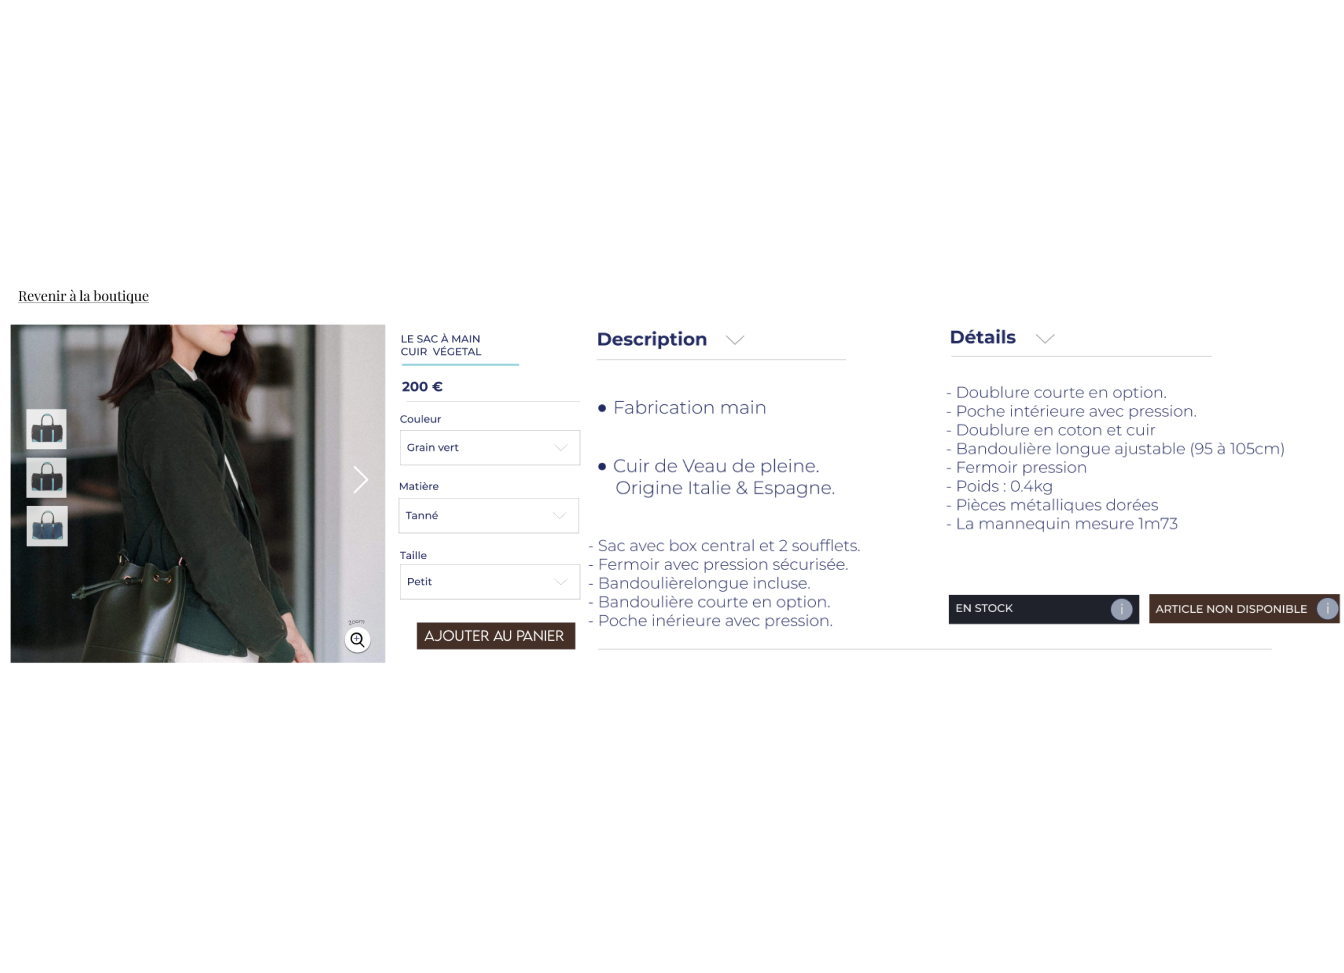 Revenir à la boutique
LE SAC À MAIN
CUIR VÉGETAL
200 €
Couleur
Grain vert
Matière
Tanné
Taille
Petit
AJOUTER AU PANIER
zoom
Description
• Fabrication main
• Cuir de Veau de pleine.
Origine Italie & Espagne.
- Sac avec box central et 2 soufflets.
- Fermoir avec pression sécurisée.
- Bandoulièrelongue incluse.
- Bandoulière courte en option.
- Poche inérieure avec pression.
Détails
- Doublure courte en option.
- Poche intérieure avec pression.
- Doublure en coton et cuir
- Bandoulière longue ajustable (95 à 105cm)
- Fermoir pression
- Poids : 0.4kg
- Pièces métalliques dorées
- La mannequin mesure 1m73
EN STOCK i
ARTICLE NON DISPONIBLE i